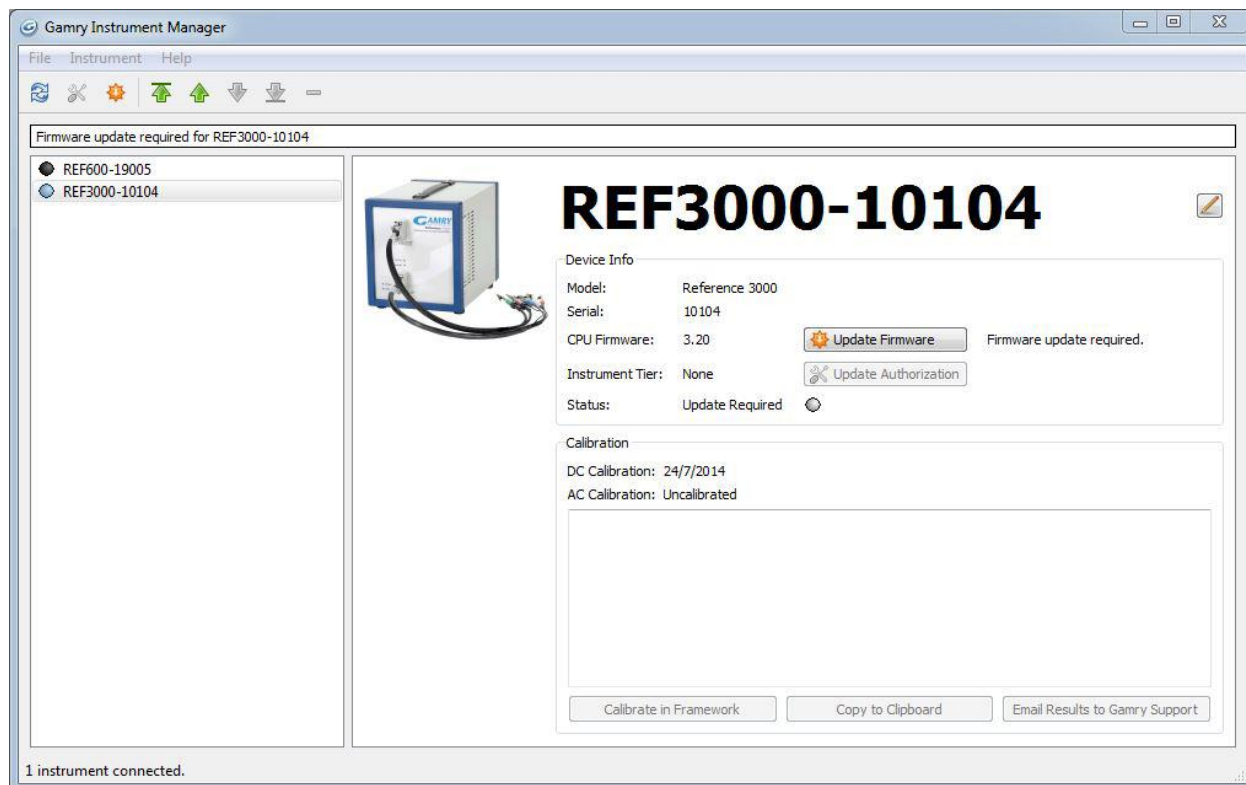 Gamry Instrument Manager
File Instrument Help
Firmware update required for REF3000-10104
REF600-19005
REF3000-10104
GAMRY
REF3000-10104
Device Info
Model: Reference 3000
Serial: 10104
CPU Firmware: 3.20 Update Firmware Firmware update required.
Instrument Tier: None Update Authorization
Status: Update Required
Calibration
DC Calibration: 24/7/2014
AC Calibration: Uncalibrated
Calibrate in Framework Copy to Clipboard Email Results to Gamry Support
1 instrument connected.